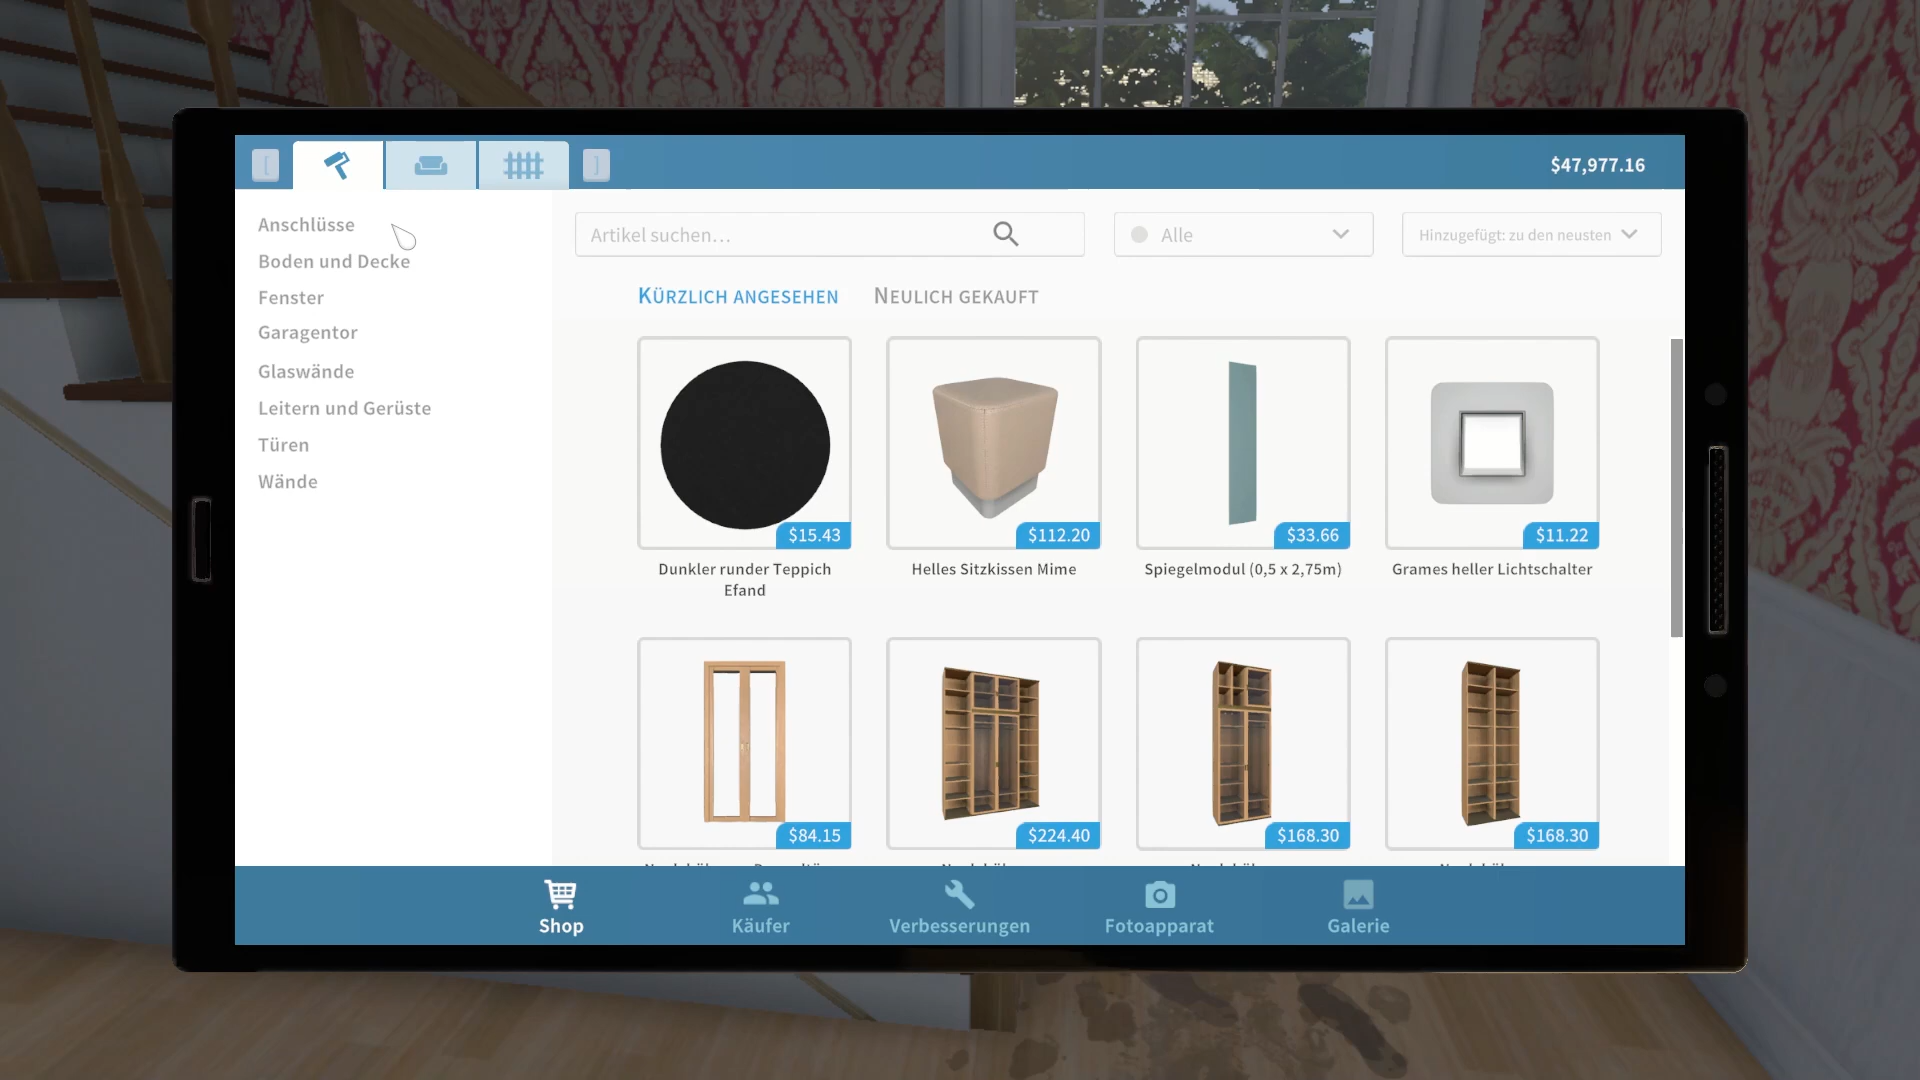 [
]
$47,977.16
Anschlüsse
Boden und Decke
Fenster
Garagentor
Glaswände
Leitern und Gerüste
Türen
Wände
Artikel suchen...
Alle
Hinzugefügt: zu den neusten
KÜRZLICH ANGESEHEN
NEULICH GEKAUFT
$15.43
$112.20
$33.66
$11.22
Dunkler runder Teppich
Efand
Helles Sitzkissen Mime
Spiegelmodul (0,5 x 2,75m)
Grames heller Lichtschalter
$84.15
$224.40
$168.30
$168.30
Shop
Käufer
Verbesserungen
Fotoapparat
Galerie